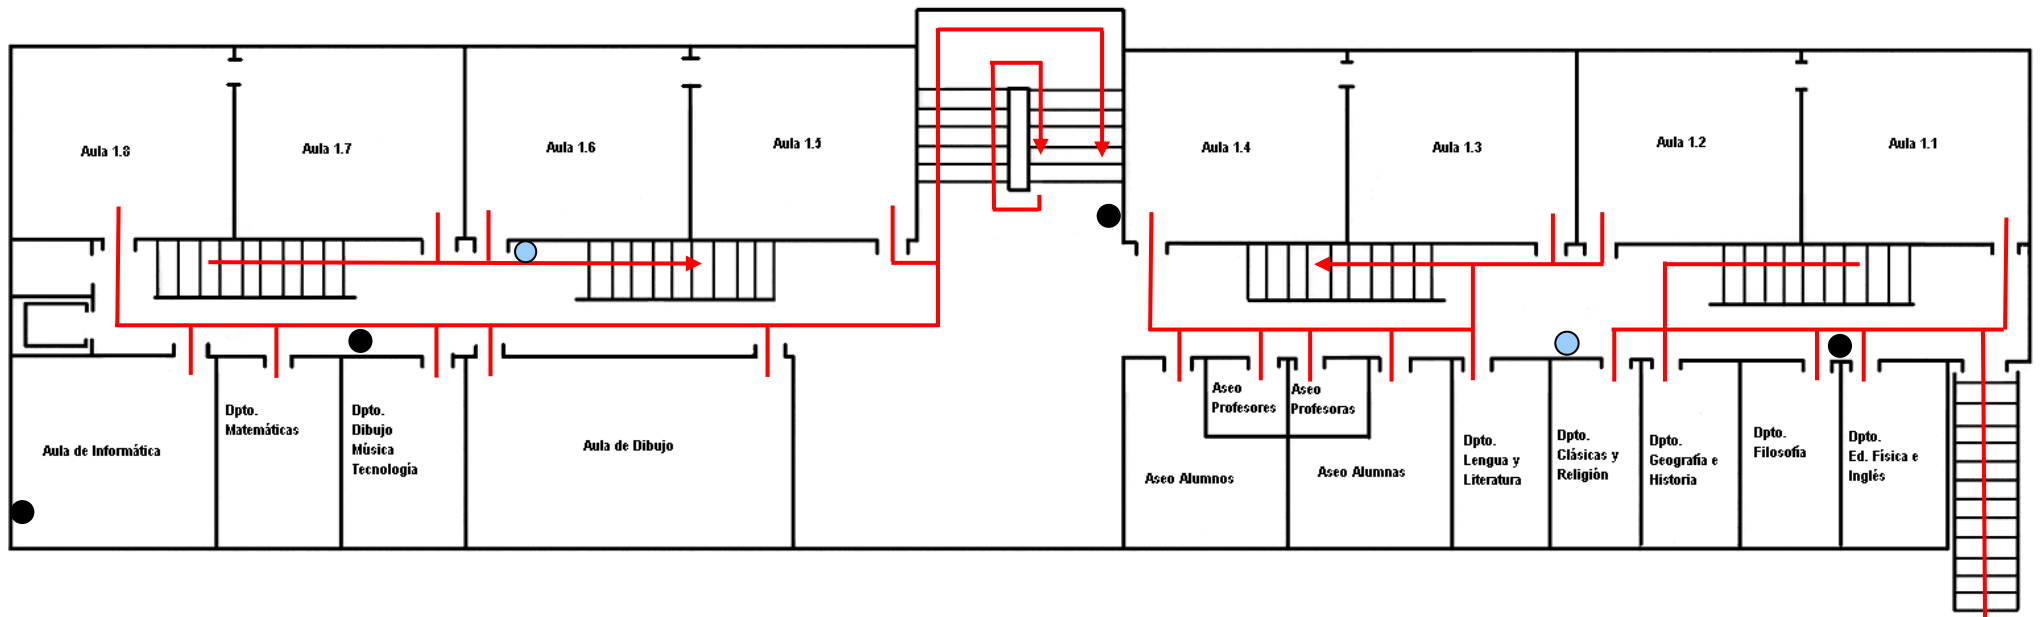 Aula 1.8
Aula 1.7
Aula 1.6
Aula 1.5
Aula 1.4
Aula 1.3
Aula 1.2
Aula 1.1
Aula de Informática
Dpto.
Matemáticas
Dpto.
Dibujo
Música
Tecnología
Aula de Dibujo
Aseo
Profesores
Aseo
Profesoras
Aseo Alumnos
Aseo Alumnas
Dpto.
Lengua y
Literatura
Dpto.
Clásicas y
Religión
Dpto.
Geografía e
Historia
Dpto.
Filosofía
Dpto.
Ed. Física e
Inglés